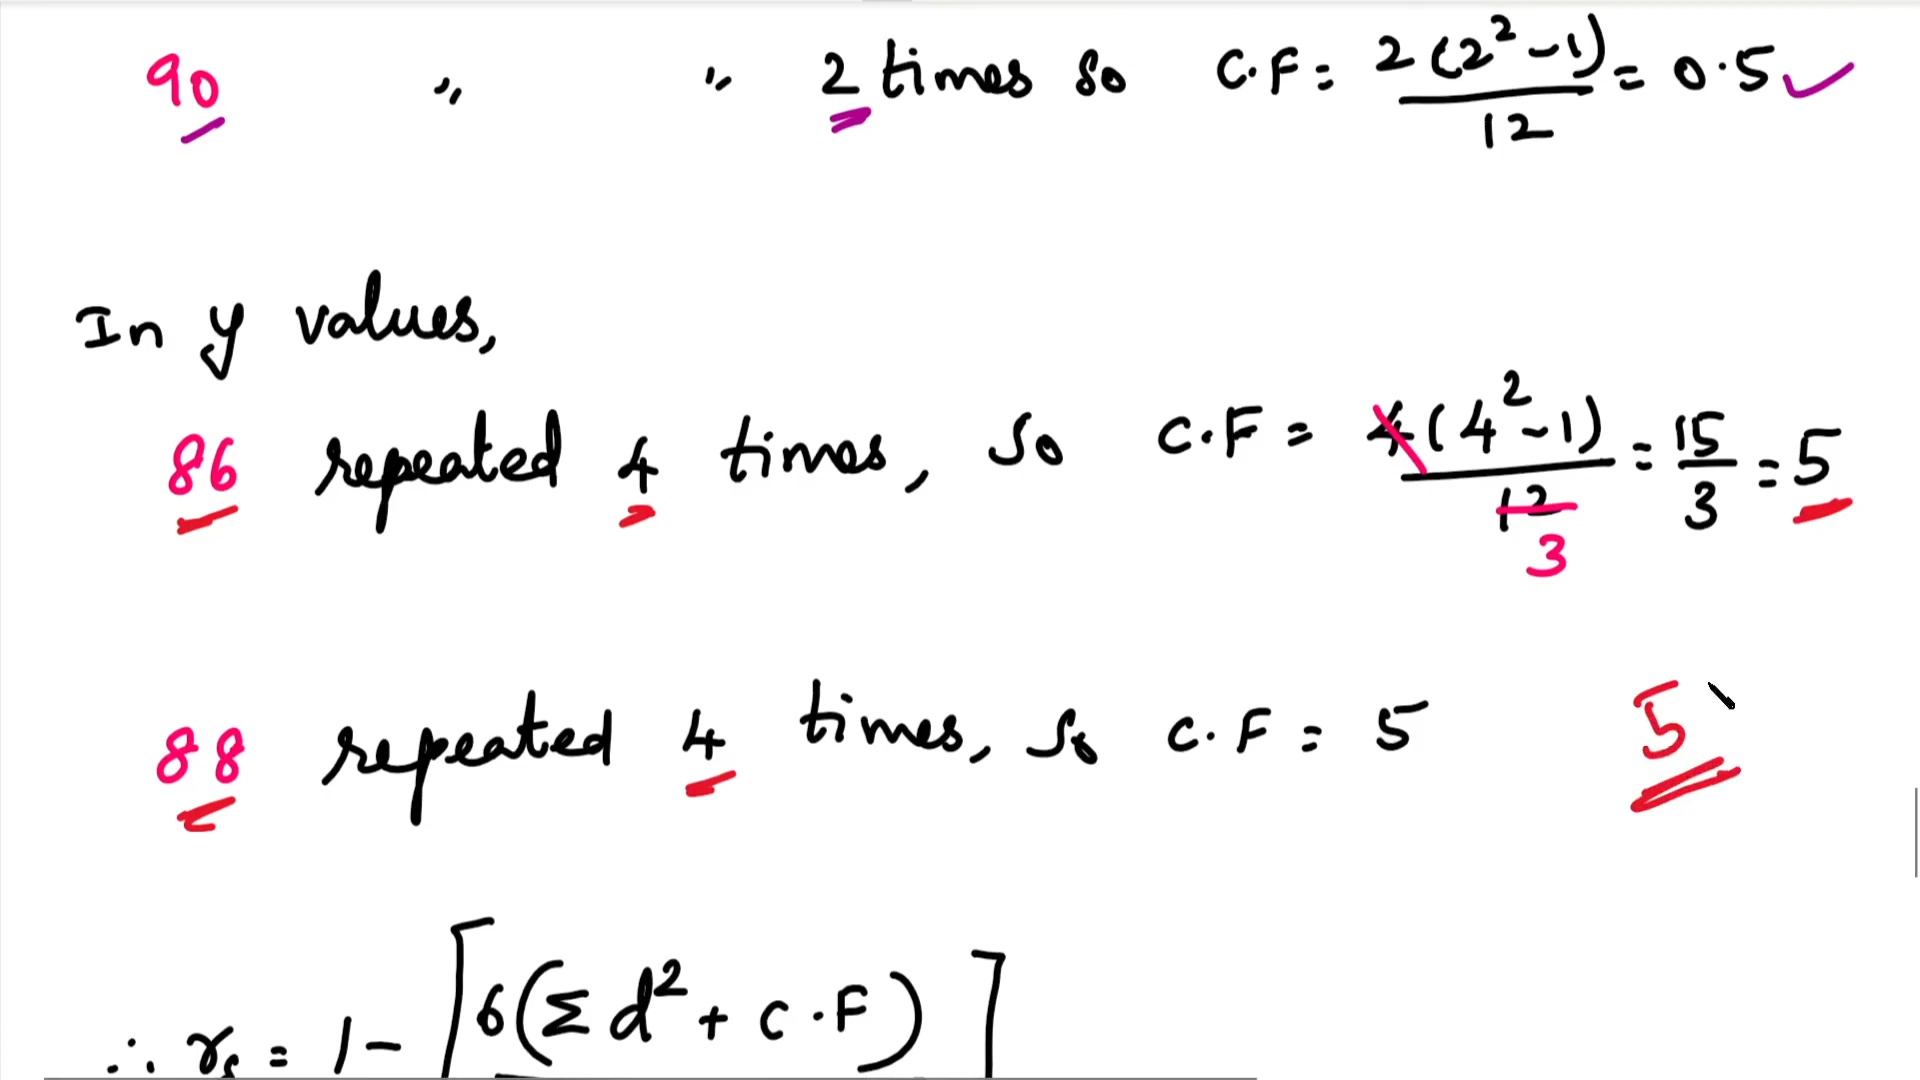 90 " " 2 times so C.F = 2(2²-1)/12 = 0.5 ✓
In y values,
86 repeated 4 times, so C.F = 4(4²-1)/12 = 15/3 = 5
3
88 repeated 4 times, so C.F = 5 5
∴ rₛ = 1 - [6(Σd² + C.F)]